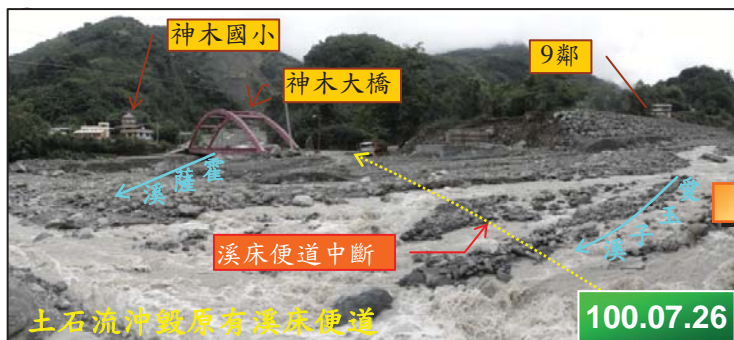 神木國小
神木大橋
9鄰
霍薩溪
愛玉子溪
溪床便道中斷
土石流沖毀原有溪床便道
100.07.26